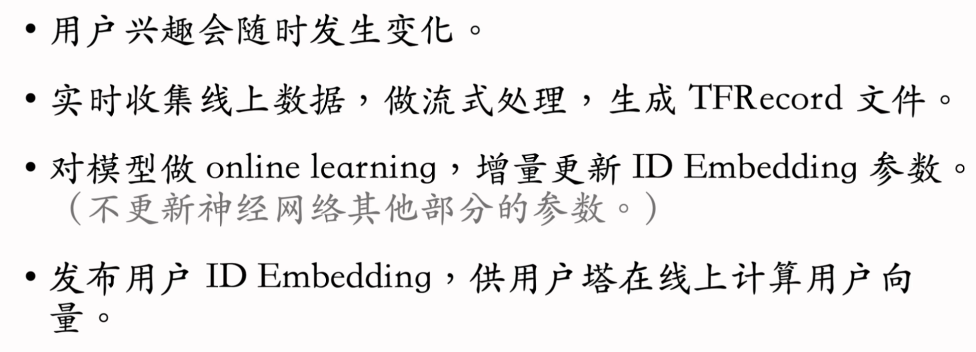 • 用户兴趣会随时发生变化。
• 实时收集线上数据，做流式处理，生成 TFRecord 文件。
• 对模型做 online learning，增量更新 ID Embedding 参数。
（不更新神经网络其他部分的参数。）
• 发布用户 ID Embedding，供用户塔在线上计算用户向
量。